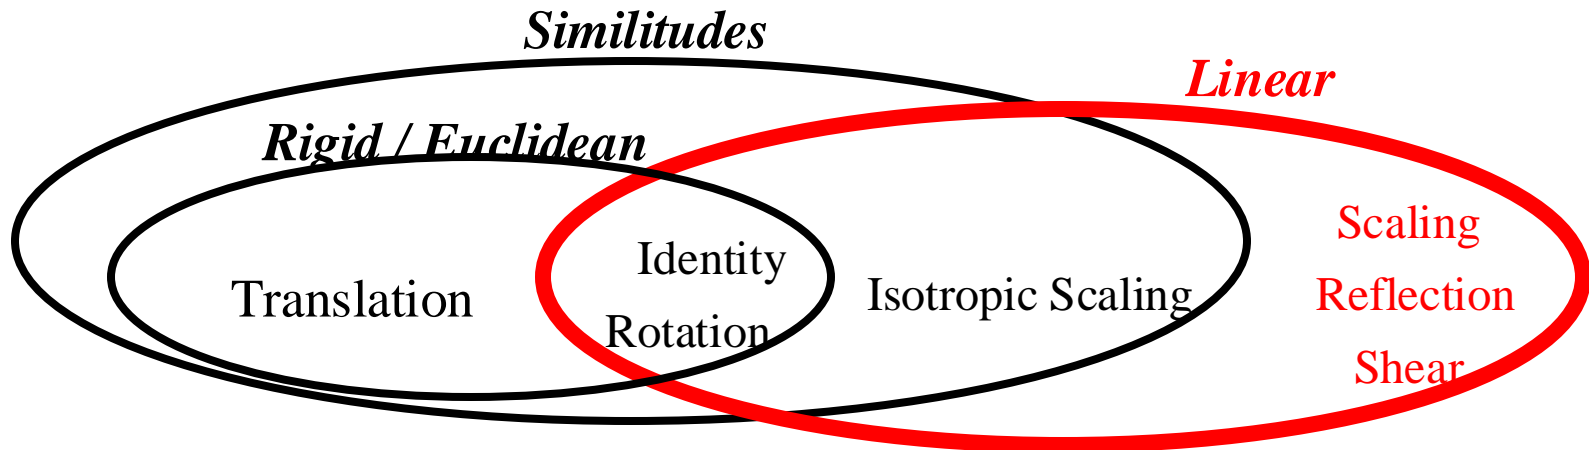 Similitudes
Linear
Rigid / Euclidean
Scaling
Identity
Translation
Isotropic Scaling
Reflection
Rotation
Shear